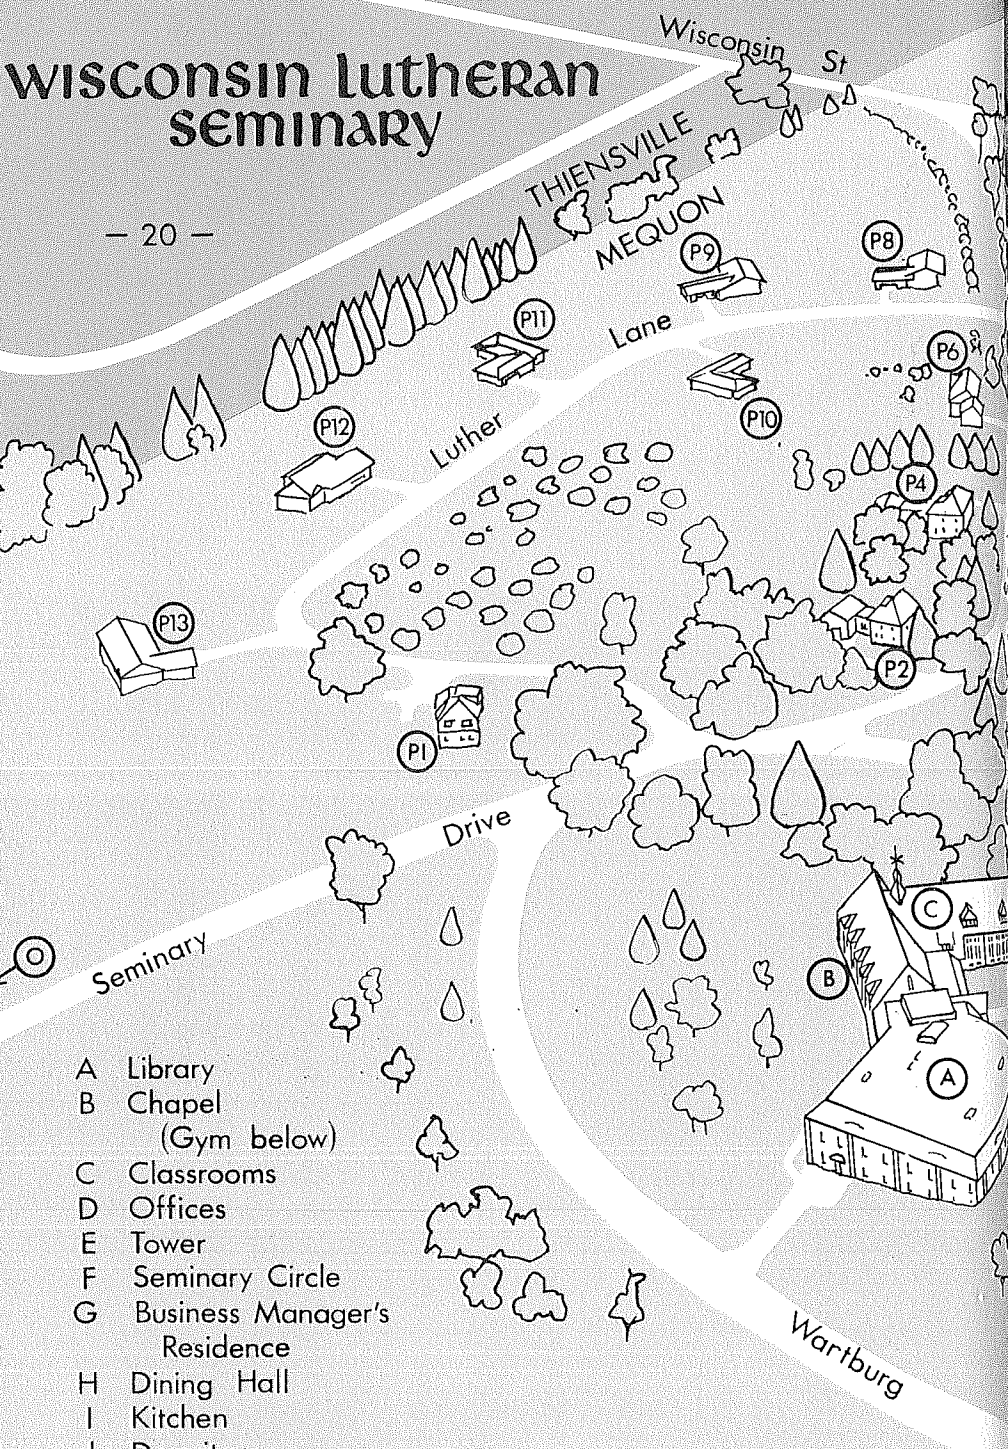 Wisconsin St
WISCONSIN LUTHERAN
SEMINARY
THIENSVILLE
MEQUON
— 20 —
P8
P9
P11
Lane
P6
P10
P12
Luther
P4
P13
P2
P1
Drive
C
Seminary
O
B
A
A Library
B Chapel
(Gym below)
C Classrooms
D Offices
E Tower
F Seminary Circle
G Business Manager's
Residence
H Dining Hall
I Kitchen
Wartburg